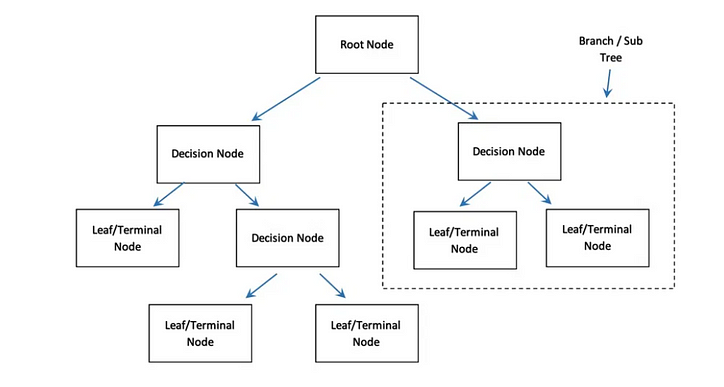 Root Node
Branch / Sub
Tree
Decision Node
Decision Node
Leaf/Terminal
Node
Decision Node
Leaf/Terminal
Node
Leaf/Terminal
Node
Leaf/Terminal
Node
Leaf/Terminal
Node